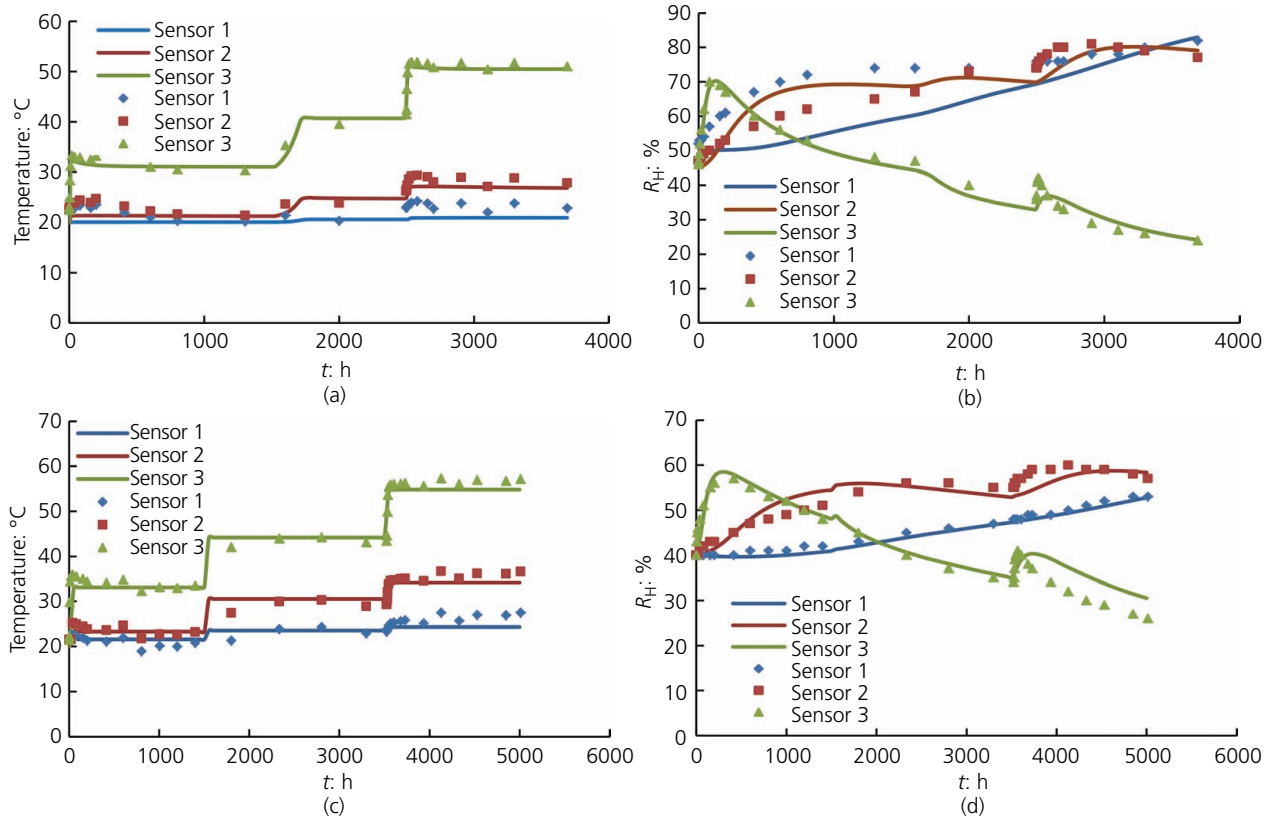 60
50
40
30
20
10
0
Temperature: °C
Sensor 1
Sensor 2
Sensor 3
Sensor 1
Sensor 2
Sensor 3
0 1000 2000 3000 4000
t: h
(a)
90
80
70
60
50
40
30
20
10
0
RH: %
Sensor 1
Sensor 2
Sensor 3
Sensor 1
Sensor 2
Sensor 3
0 1000 2000 3000 4000
t: h
(b)
70
60
50
40
30
20
10
0
Temperature: °C
Sensor 1
Sensor 2
Sensor 3
Sensor 1
Sensor 2
Sensor 3
0 1000 2000 3000 4000 5000 6000
t: h
(c)
70
60
50
40
30
20
10
0
RH: %
Sensor 1
Sensor 2
Sensor 3
Sensor 1
Sensor 2
Sensor 3
0 1000 2000 3000 4000 5000 6000
t: h
(d)